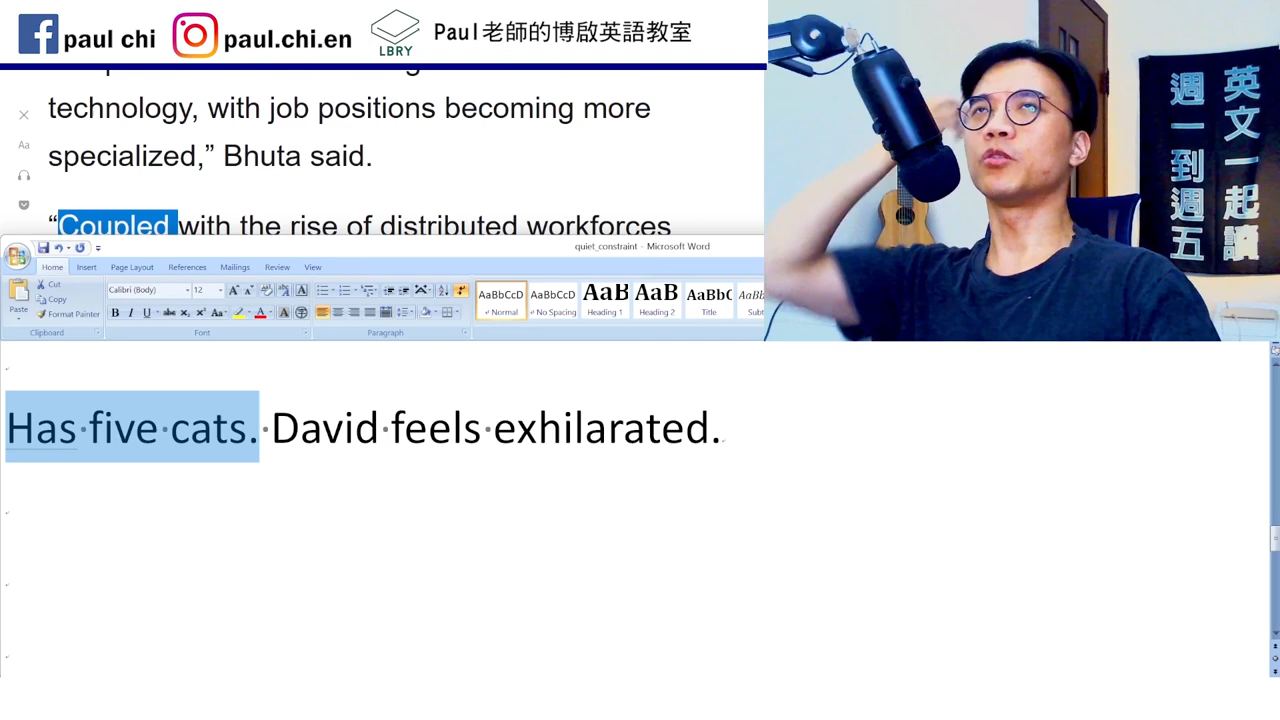 paul chi
paul.chi.en
LBRY
Paul老師的博啟英語教室
technology, with job positions becoming more
specialized,” Bhuta said.
“Coupled with the rise of distributed workforces
quiet_constraint - Microsoft Word
Home Insert Page Layout References Mailings Review View
Paste
Cut
Copy
Format Painter
Clipboard
Calibri (Body) 12
Font
Paragraph
AaBbCcD AaBbCcD AaBb AaB AaBbC
Normal No Spacing Heading 1 Heading 2 Title
Has five cats. David feels exhilarated.
英文一起讀
週一到週五